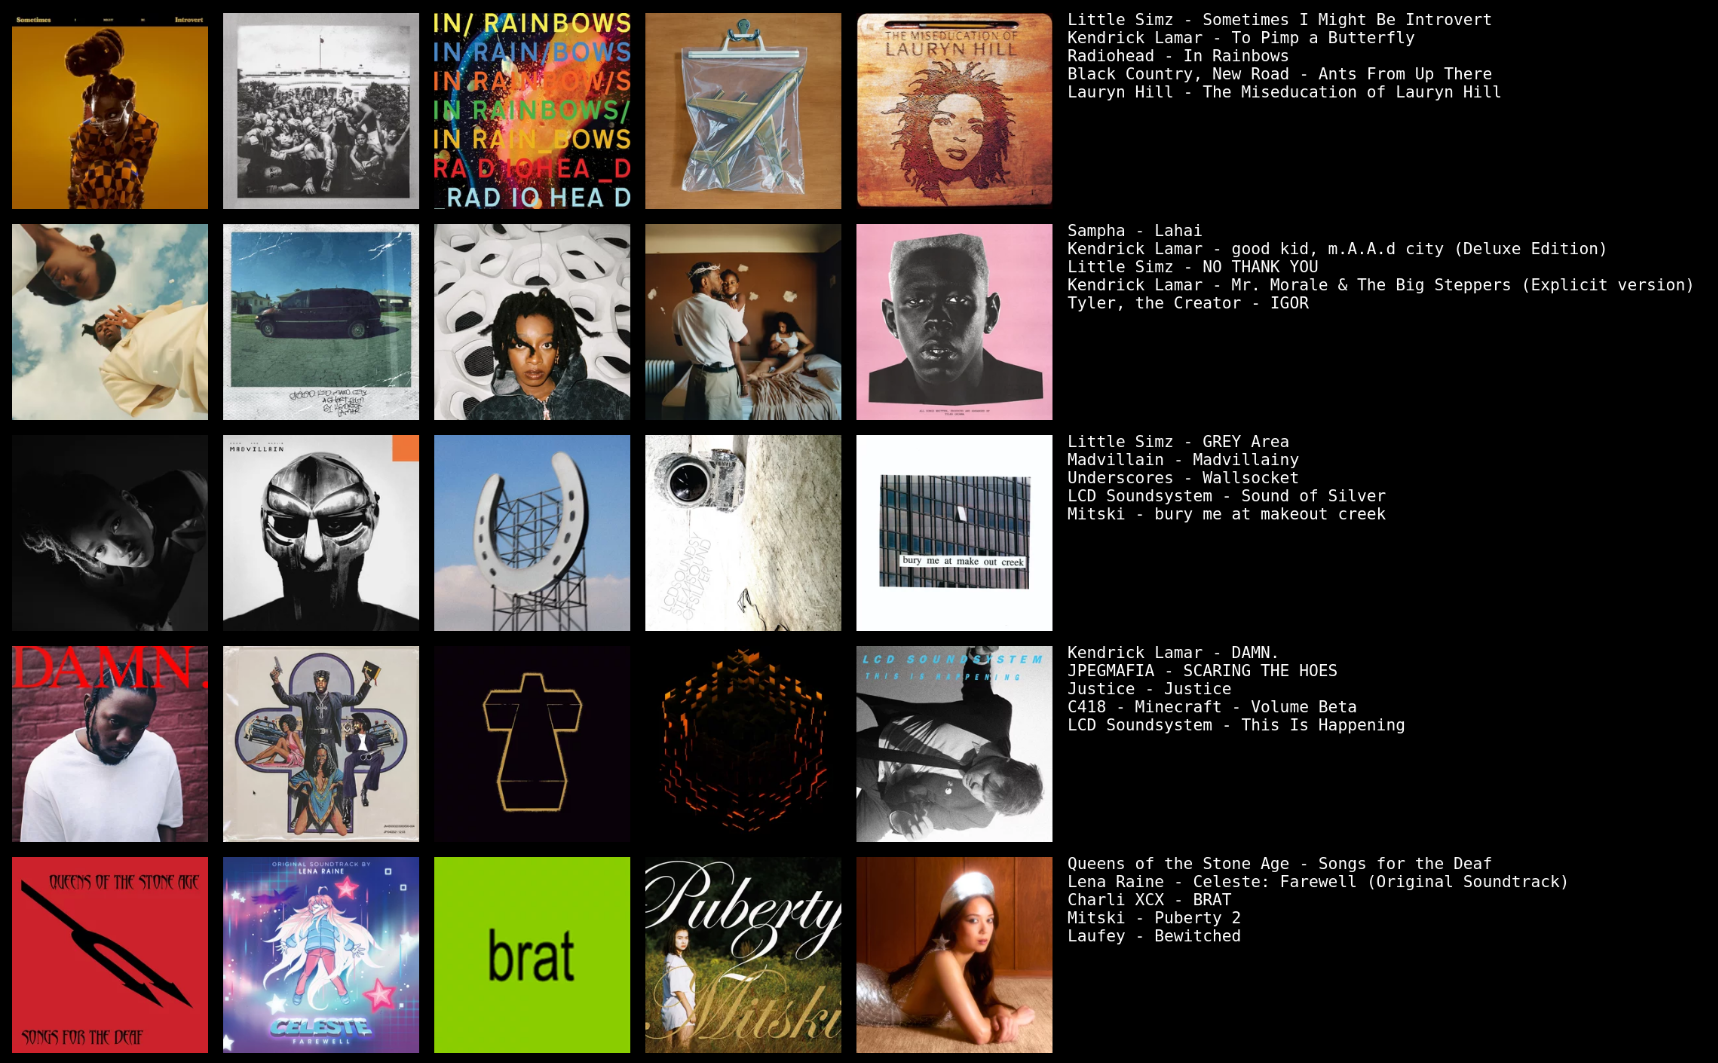 Sometimes I MIGHT BE Introvert
IN/ RAINBOWS
IN RAIN/BOWS
IN RAINBOW/S
IN RAINBOWS/
IN RAIN_BOWS
RA D IOHEA _D
_RAD IO HEA D
THE MISEDUCATION OF
LAURYN HILL
Little Simz - Sometimes I Might Be Introvert
Kendrick Lamar - To Pimp a Butterfly
Radiohead - In Rainbows
Black Country, New Road - Ants From Up There
Lauryn Hill - The Miseducation of Lauryn Hill
Sampha - Lahai
Kendrick Lamar - good kid, m.A.A.d city (Deluxe Edition)
Little Simz - NO THANK YOU
Kendrick Lamar - Mr. Morale & The Big Steppers (Explicit version)
Tyler, the Creator - IGOR
MADVILLAIN
LCDSOUNDSY
STEMSOUND
OFSILVER
bury me at make out creek
Little Simz - GREY Area
Madvillain - Madvillainy
Underscores - Wallsocket
LCD Soundsystem - Sound of Silver
Mitski - bury me at makeout creek
DAMN.
LCD SOUNDSYSTEM
THIS IS HAPPENING
Kendrick Lamar - DAMN.
JPEGMAFIA - SCARING THE HOES
Justice - Justice
C418 - Minecraft - Volume Beta
LCD Soundsystem - This Is Happening
QUEENS OF THE STONE AGE
SONGS FOR THE DEAF
ORIGINAL SOUNDTRACK BY
LENA RAINE
CELESTE
FAREWELL
brat
Puberty
2
Mitski
Queens of the Stone Age - Songs for the Deaf
Lena Raine - Celeste: Farewell (Original Soundtrack)
Charli XCX - BRAT
Mitski - Puberty 2
Laufey - Bewitched